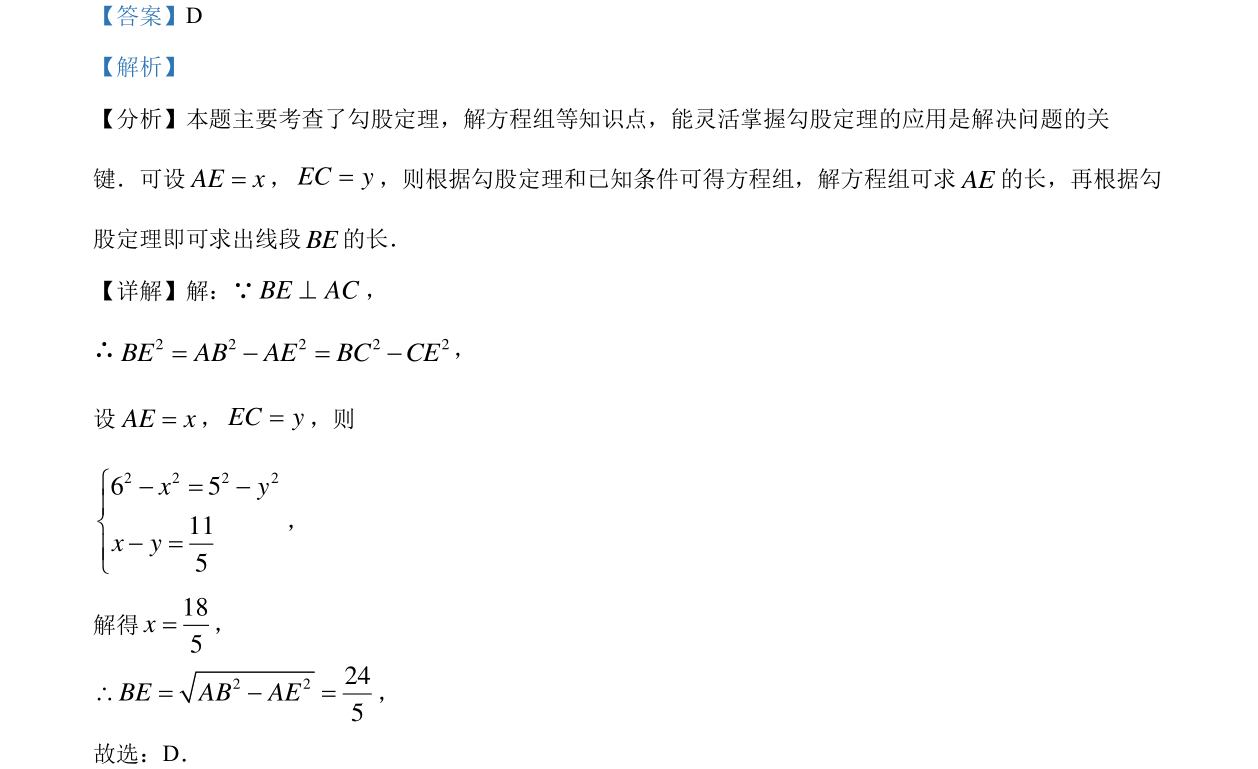 【答案】D
【解析】
【分析】本题主要考查了勾股定理，解方程组等知识点，能灵活掌握勾股定理的应用是解决问题的关
键．可设 AE = x，EC = y，则根据勾股定理和已知条件可得方程组，解方程组可求 AE 的长，再根据勾
股定理即可求出线段 BE 的长．
【详解】解：∵ BE ⊥ AC，
∴ BE² = AB² − AE² = BC² − CE²，
设 AE = x，EC = y，则
{ 6² − x² = 5² − y²
x − y = 11/5 ，
解得 x = 18/5，
∴ BE = √(AB² − AE²) = 24/5，
故选：D．